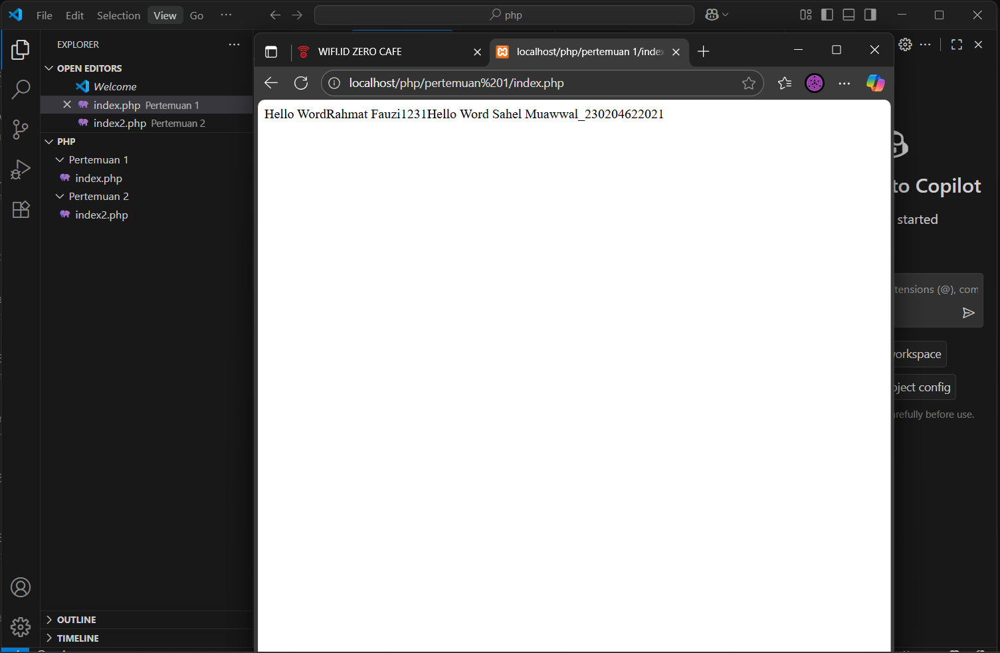 File Edit Selection View Go ··· php
EXPLORER ···
OPEN EDITORS
Welcome
index.php Pertemuan 1
index2.php Pertemuan 2
PHP
Pertemuan 1
index.php
Pertemuan 2
index2.php
OUTLINE
TIMELINE
WIFI.ID ZERO CAFE
localhost/php/pertemuan 1/index
localhost/php/pertemuan%201/index.php
Hello WordRahmat Fauzi1231Hello Word Sahel Muawwal_230204622021
to Copilot
started
tensions (@), com
workspace
oject config
arefully before use.